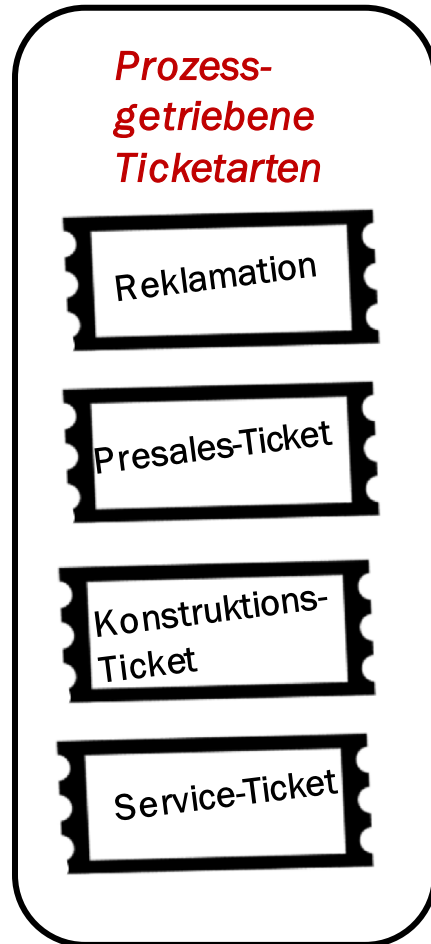 Prozess-
getriebene
Ticketarten
Reklamation
Presales-Ticket
Konstruktions-
Ticket
Service-Ticket